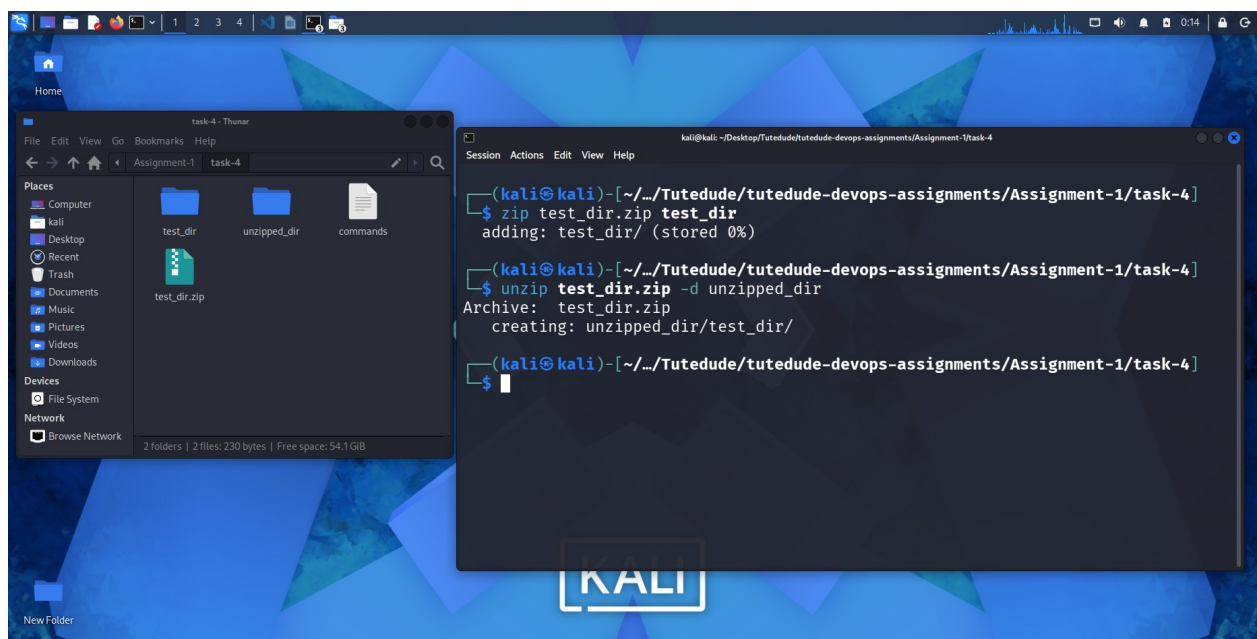 1 2 3 4
3
3
0:14
Home
task-4 - Thunar
File Edit View Go Bookmarks Help
Assignment-1 task-4
Places
Computer
kali
Desktop
Recent
Trash
Documents
Music
Pictures
Videos
Downloads
Devices
File System
Network
Browse Network
test_dir
unzipped_dir
commands
test_dir.zip
2 folders | 2 files: 230 bytes | Free space: 54.1 GiB
kali@kali: ~/Desktop/Tutedude/tutedude-devops-assignments/Assignment-1/task-4
Session Actions Edit View Help
┌──(kali㉿kali)-[~/…/Tutedude/tutedude-devops-assignments/Assignment-1/task-4]
└─$ zip test_dir.zip test_dir
adding: test_dir/ (stored 0%)
┌──(kali㉿kali)-[~/…/Tutedude/tutedude-devops-assignments/Assignment-1/task-4]
└─$ unzip test_dir.zip -d unzipped_dir
Archive: test_dir.zip
creating: unzipped_dir/test_dir/
┌──(kali㉿kali)-[~/…/Tutedude/tutedude-devops-assignments/Assignment-1/task-4]
└─$
KALI
New Folder